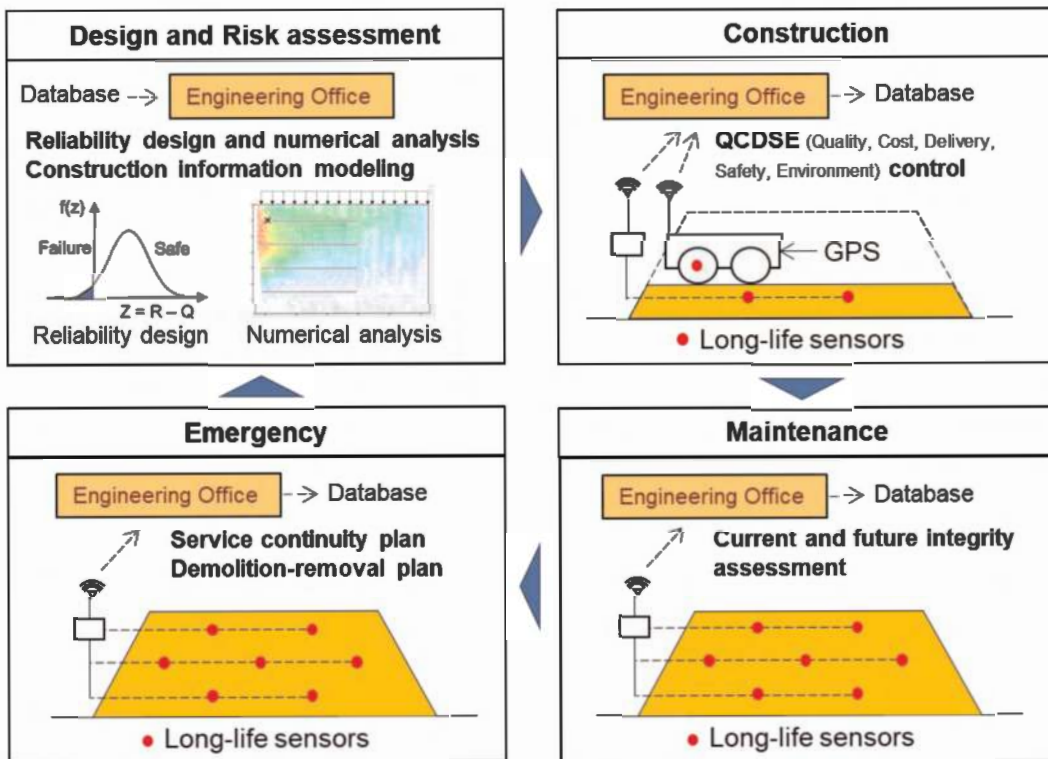 Design and Risk assessment
Database
Engineering Office
Reliability design and numerical analysis
Construction information modeling
f(z)
Failure
Safe
Z = R – Q
Reliability design
Numerical analysis
Construction
Engineering Office
Database
QCDSE (Quality, Cost, Delivery,
Safety, Environment) control
GPS
Long-life sensors
Emergency
Engineering Office
Database
Service continuity plan
Demolition-removal plan
Long-life sensors
Maintenance
Engineering Office
Database
Current and future integrity
assessment
Long-life sensors